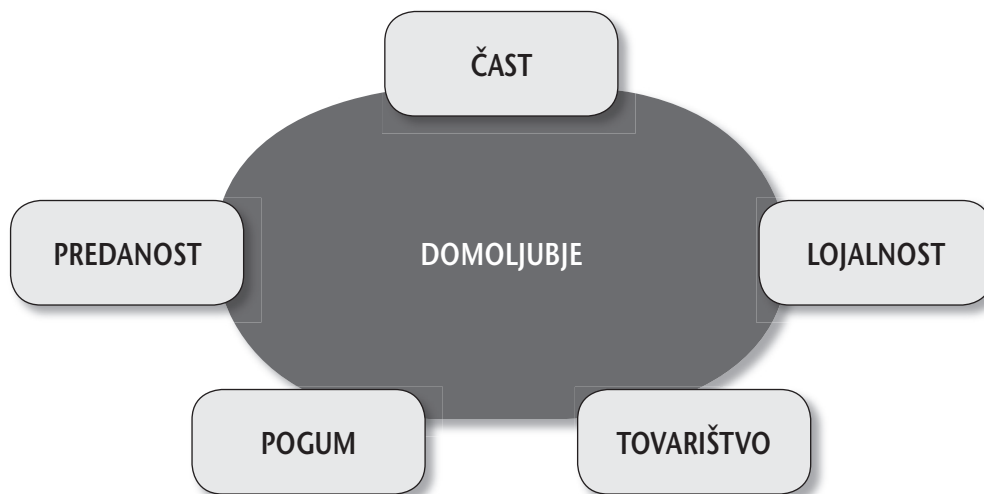 ČAST
PREDANOST
DOMOLJUBJE
LOJALNOST
POGUM
TOVARIŠTVO